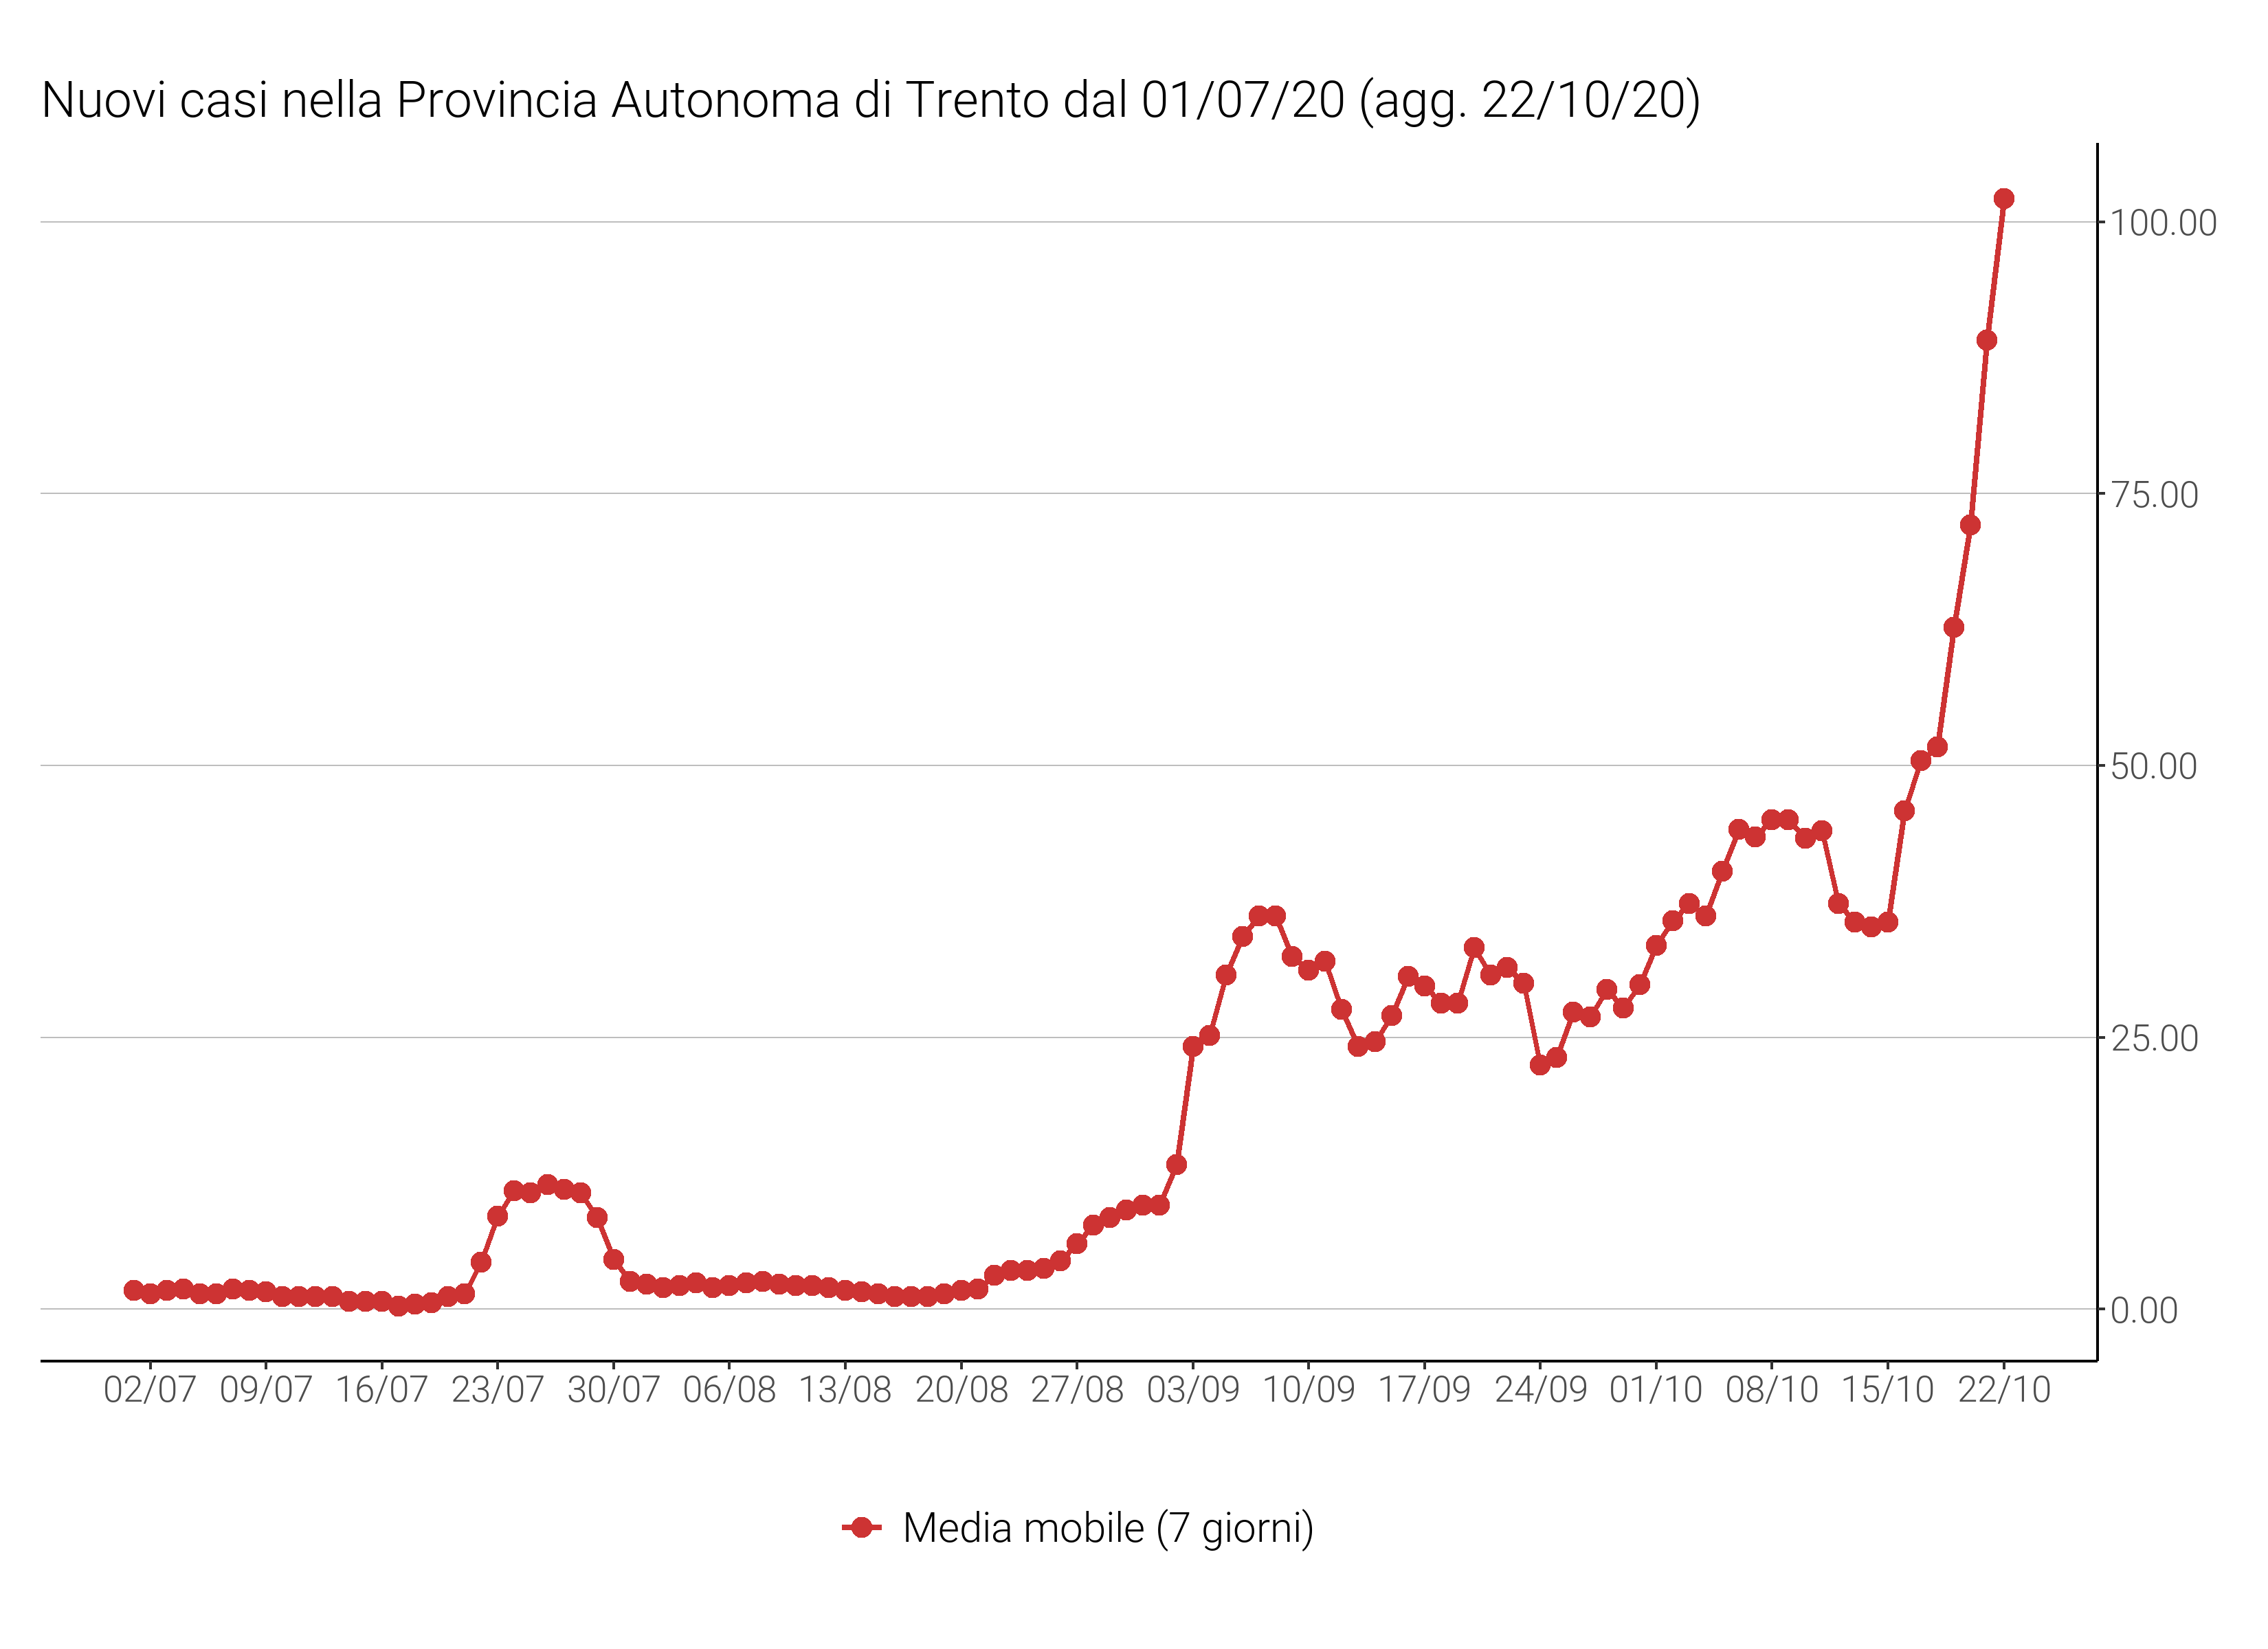 Nuovi casi nella Provincia Autonoma di Trento dal 01/07/20 (agg. 22/10/20)
100.00
75.00
50.00
25.00
0.00
02/07 09/07 16/07 23/07 30/07 06/08 13/08 20/08 27/08 03/09 10/09 17/09 24/09 01/10 08/10 15/10 22/10
Media mobile (7 giorni)